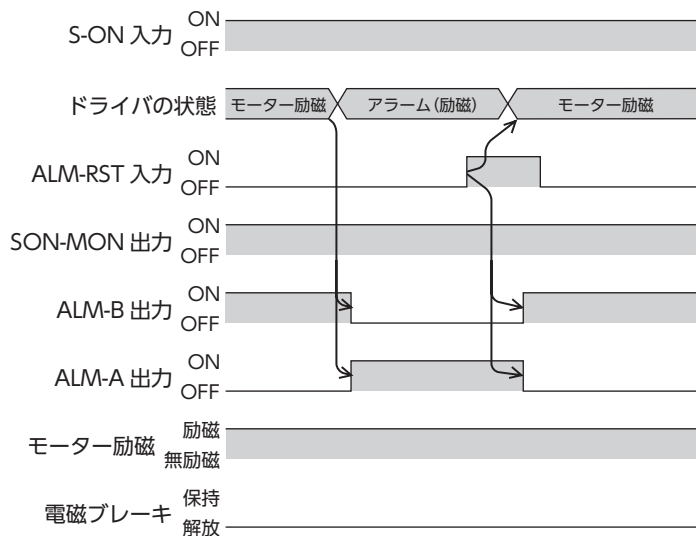 S-ON 入力 ON
OFF
ドライバの状態 モーター励磁 アラーム(励磁) モーター励磁
ALM-RST 入力 ON
OFF
SON-MON 出力 ON
OFF
ALM-B 出力 ON
OFF
ALM-A 出力 ON
OFF
モーター励磁 励磁
無励磁
電磁ブレーキ 保持
解放